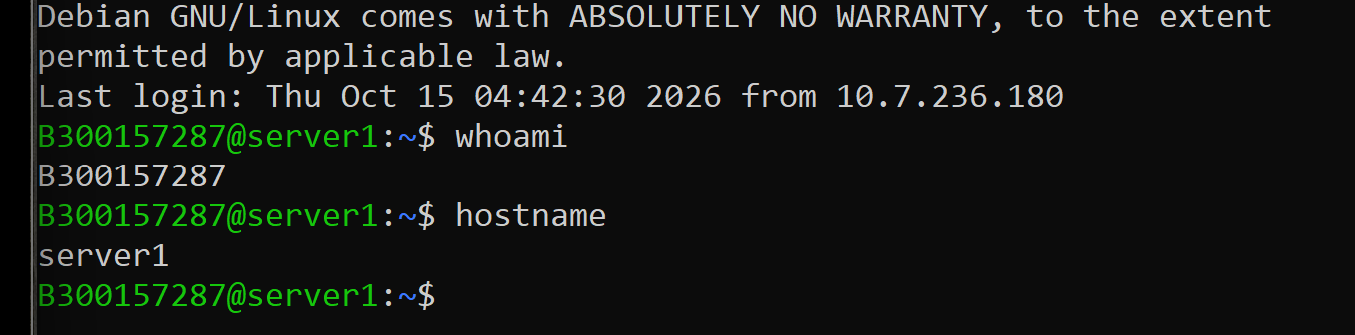 Debian GNU/Linux comes with ABSOLUTELY NO WARRANTY, to the extent
permitted by applicable law.
Last login: Thu Oct 15 04:42:30 2026 from 10.7.236.180
B300157287@server1:~$ whoami
B300157287
B300157287@server1:~$ hostname
server1
B300157287@server1:~$